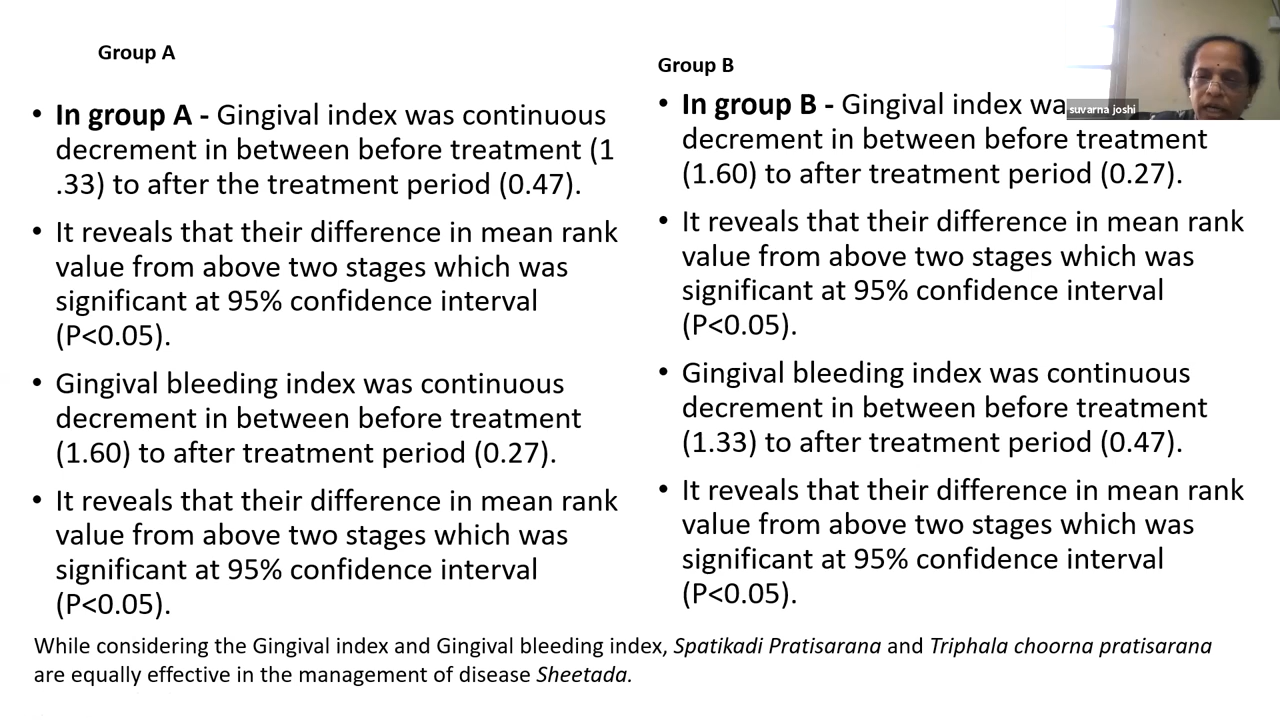 Group A
• In group A - Gingival index was continuous
decrement in between before treatment (1
.33) to after the treatment period (0.47).
• It reveals that their difference in mean rank
value from above two stages which was
significant at 95% confidence interval
(P<0.05).
• Gingival bleeding index was continuous
decrement in between before treatment
(1.60) to after treatment period (0.27).
• It reveals that their difference in mean rank
value from above two stages which was
significant at 95% confidence interval
(P<0.05).
Group B
• In group B - Gingival index wa
decrement in between before treatment
(1.60) to after treatment period (0.27).
• It reveals that their difference in mean rank
value from above two stages which was
significant at 95% confidence interval
(P<0.05).
• Gingival bleeding index was continuous
decrement in between before treatment
(1.33) to after treatment period (0.47).
• It reveals that their difference in mean rank
value from above two stages which was
significant at 95% confidence interval
(P<0.05).
While considering the Gingival index and Gingival bleeding index, Spatikadi Pratisarana and Triphala choorna pratisarana
are equally effective in the management of disease Sheetada.
suvarna joshi